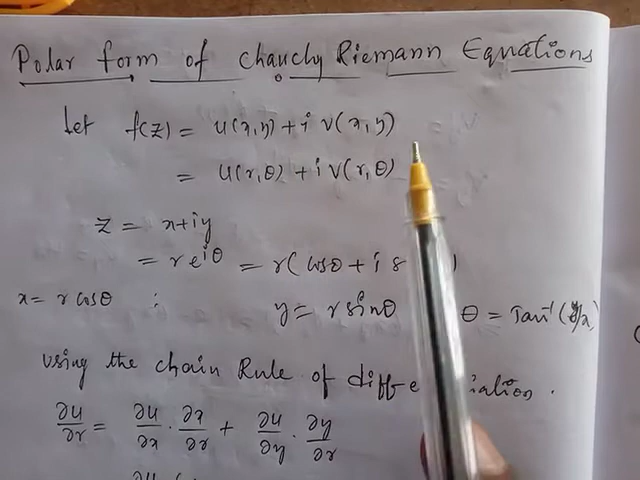 Polar form of Chauchy Riemann Equations
Let f(z) = u(x,y) + i v(x,y)
= u(r,θ) + i v(r,θ)
z = x+iy
= re^iθ = r(cosθ + i s )
x = r cosθ ; y = r sinθ θ = Tan⁻¹(y/x)
using the chain Rule of diffe iation.
∂u/∂r = ∂u/∂x · ∂x/∂r + ∂u/∂y · ∂y/∂r